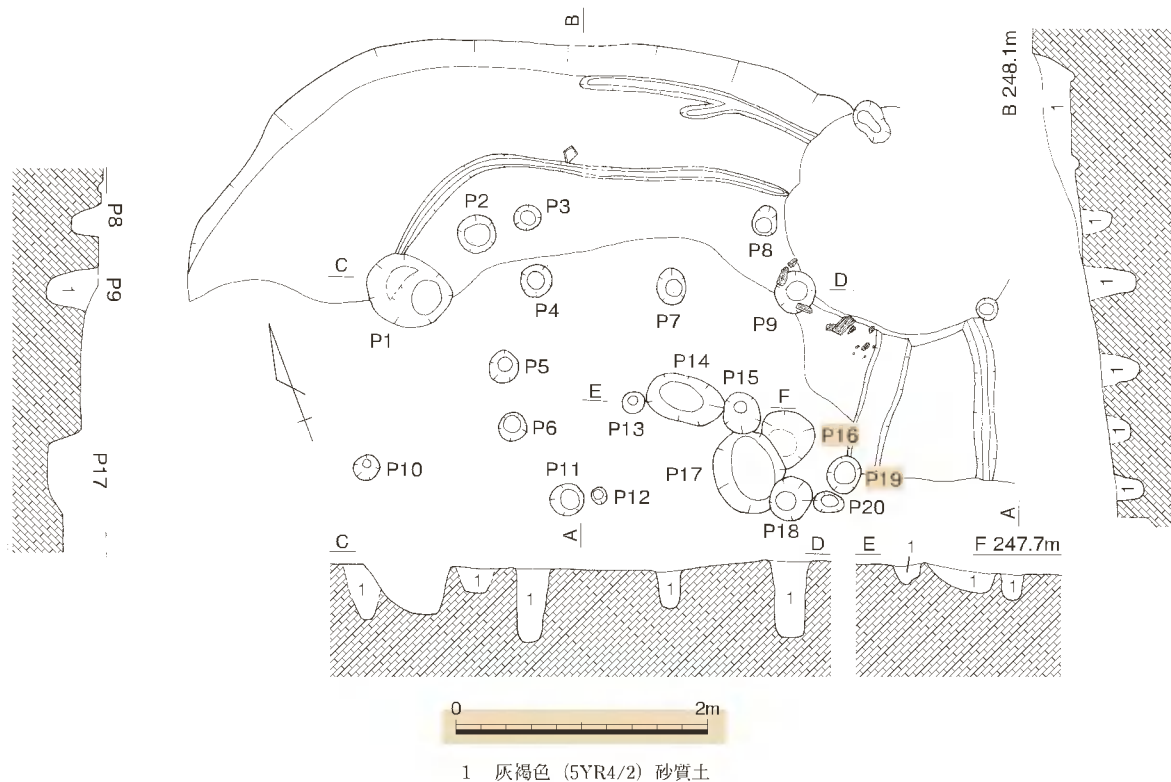 B
B 248.1m
1
P8
P9
1
P17
P2
P3
P8
C
D
P1
P4
P7
P9
P5
P14
P15
E
F
P13
P16
P6
P10
P17
P19
P11
P12
P18
P20
A
A
1
1
1
1
1
C
D
E
1
F 247.7m
1
1
1
1
1
1
1
0
2m
1 灰褐色 (5YR4/2) 砂質土